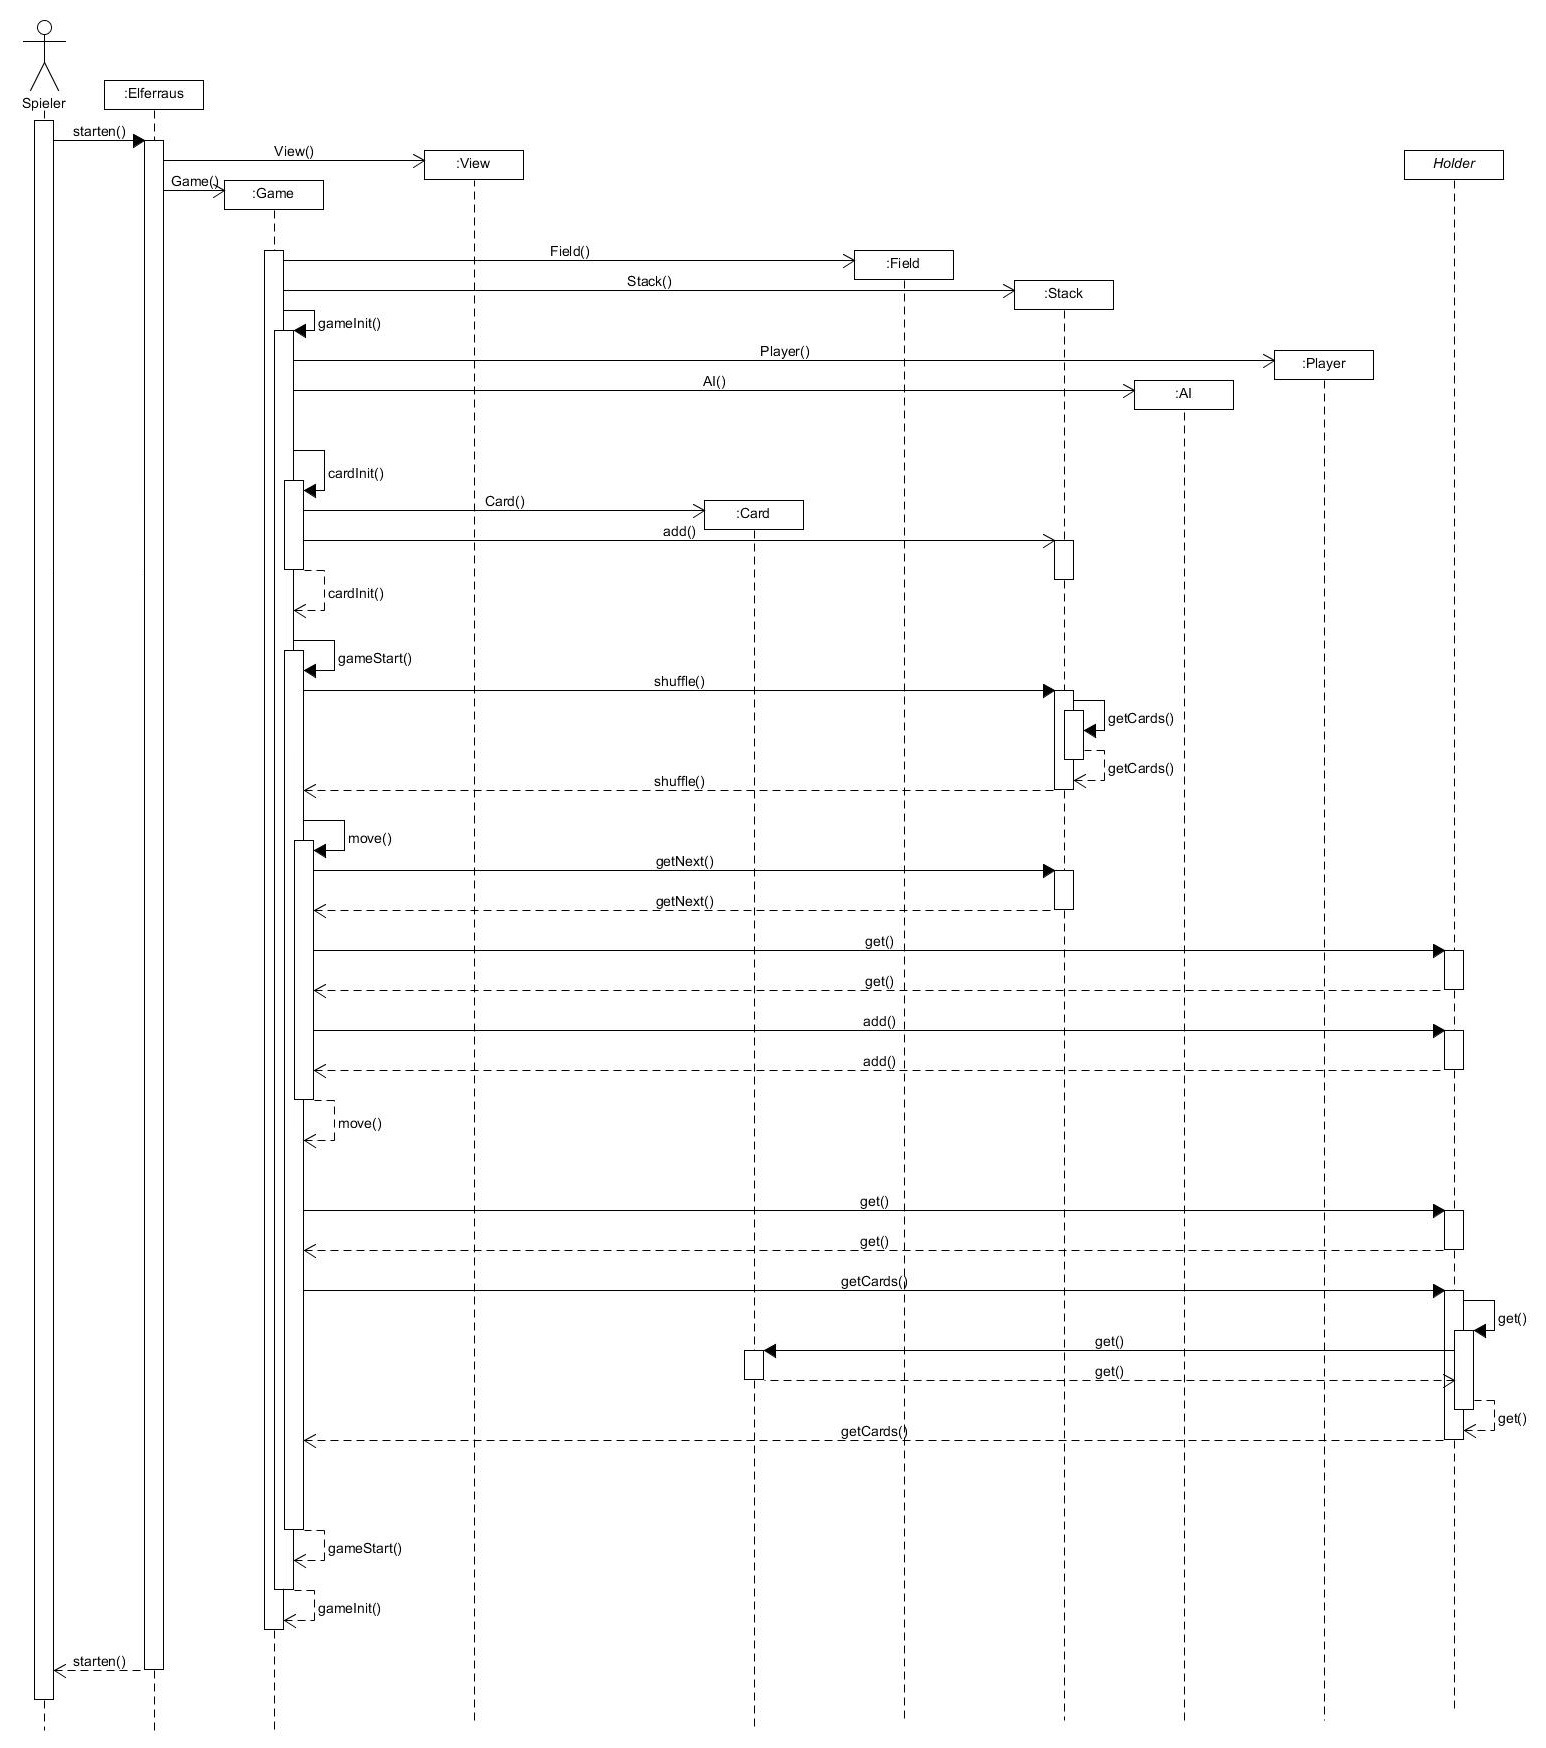 Spieler
:Elferraus
starten()
View()
:View
Holder
Game()
:Game
Field()
:Field
Stack()
:Stack
gameInit()
Player()
:Player
AI()
:AI
cardInit()
Card()
:Card
add()
cardInit()
gameStart()
shuffle()
getCards()
getCards()
shuffle()
move()
getNext()
getNext()
get()
get()
add()
add()
move()
get()
get()
getCards()
get()
get()
get()
get()
getCards()
gameStart()
gameInit()
starten()